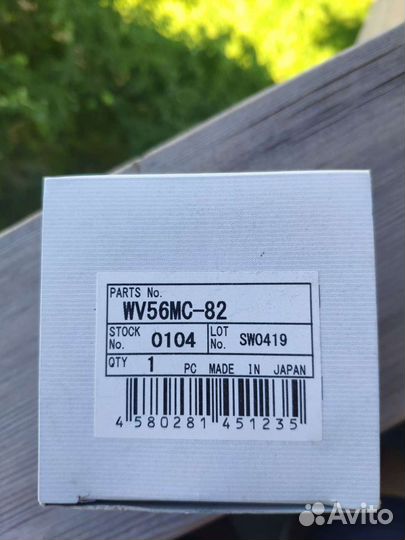 PARTS No.
WV56MC-82
STOCK No. 0104 LOT No. SW0419
QTY 1 PC MADE IN JAPAN
4 580281 451235
Avito